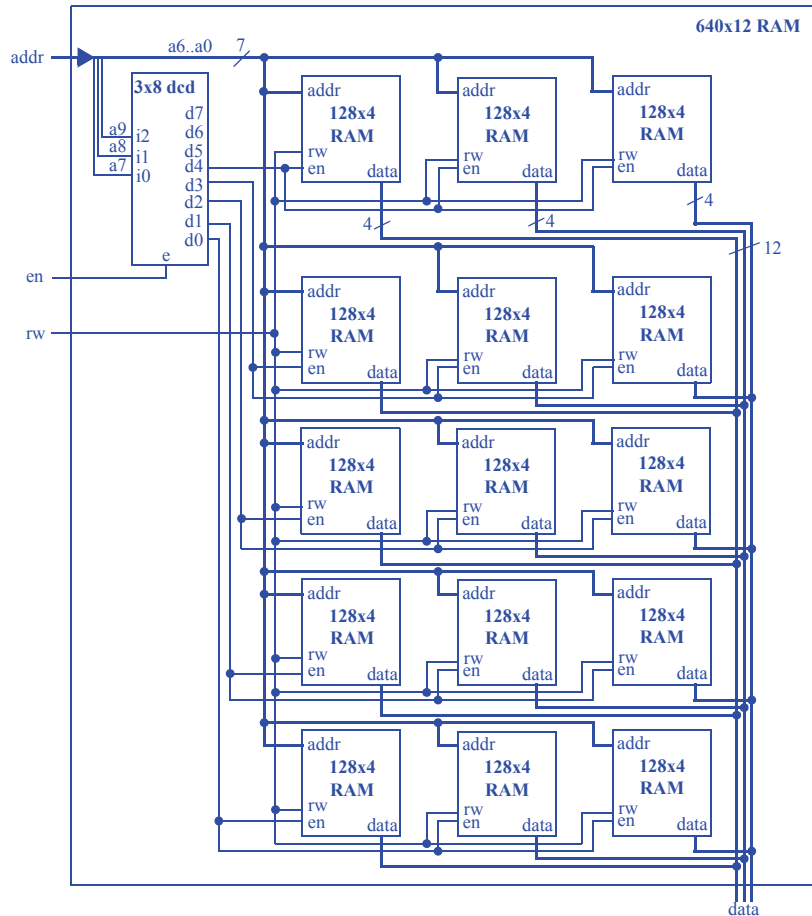 640x12 RAM
addr
a6..a0
7
3x8 dcd
d7
d6
d5
d4
d3
d2
d1
d0
a9
a8
a7
i2
i1
i0
e
en
rw
addr
128x4
RAM
rw
en
data
4
addr
128x4
RAM
rw
en
data
4
addr
128x4
RAM
rw
en
data
4
12
addr
128x4
RAM
rw
en
data
addr
128x4
RAM
rw
en
data
addr
128x4
RAM
rw
en
data
addr
128x4
RAM
rw
en
data
addr
128x4
RAM
rw
en
data
addr
128x4
RAM
rw
en
data
addr
128x4
RAM
rw
en
data
addr
128x4
RAM
rw
en
data
addr
128x4
RAM
rw
en
data
addr
128x4
RAM
rw
en
data
addr
128x4
RAM
rw
en
data
addr
128x4
RAM
rw
en
data
data